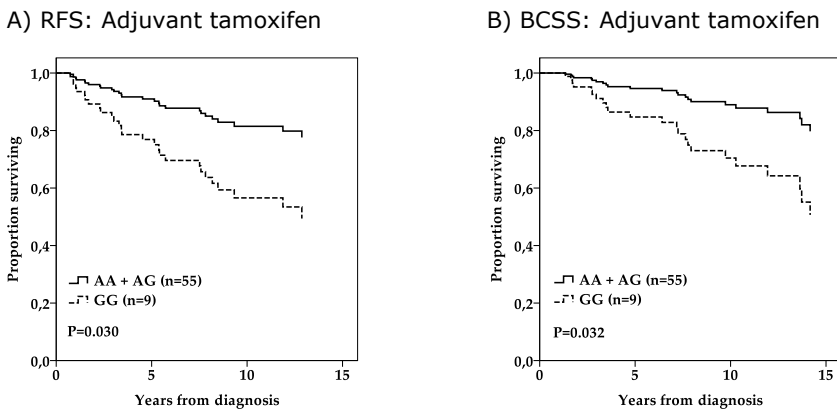 A) RFS: Adjuvant tamoxifen
Proportion surviving
1,0
0,8
0,6
0,4
0,2
0,0
AA + AG (n=55)
GG (n=9)
P=0.030
0 5 10 15
Years from diagnosis
B) BCSS: Adjuvant tamoxifen
Proportion surviving
1,0
0,8
0,6
0,4
0,2
0,0
AA + AG (n=55)
GG (n=9)
P=0.032
0 5 10 15
Years from diagnosis